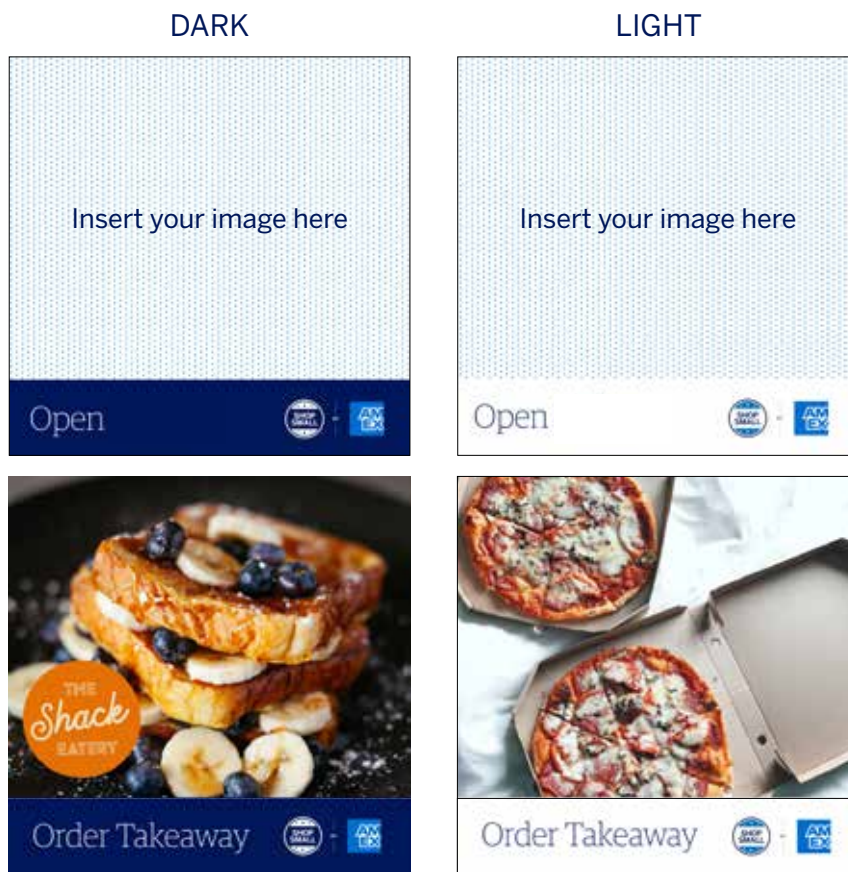 DARK
LIGHT
Insert your image here
Insert your image here
Open
SHOP
SMALL
AM
EX
Open
SHOP
SMALL
AM
EX
THE
Shack
EATERY
Order Takeaway
SHOP
SMALL
AM
EX
Order Takeaway
SHOP
SMALL
AM
EX